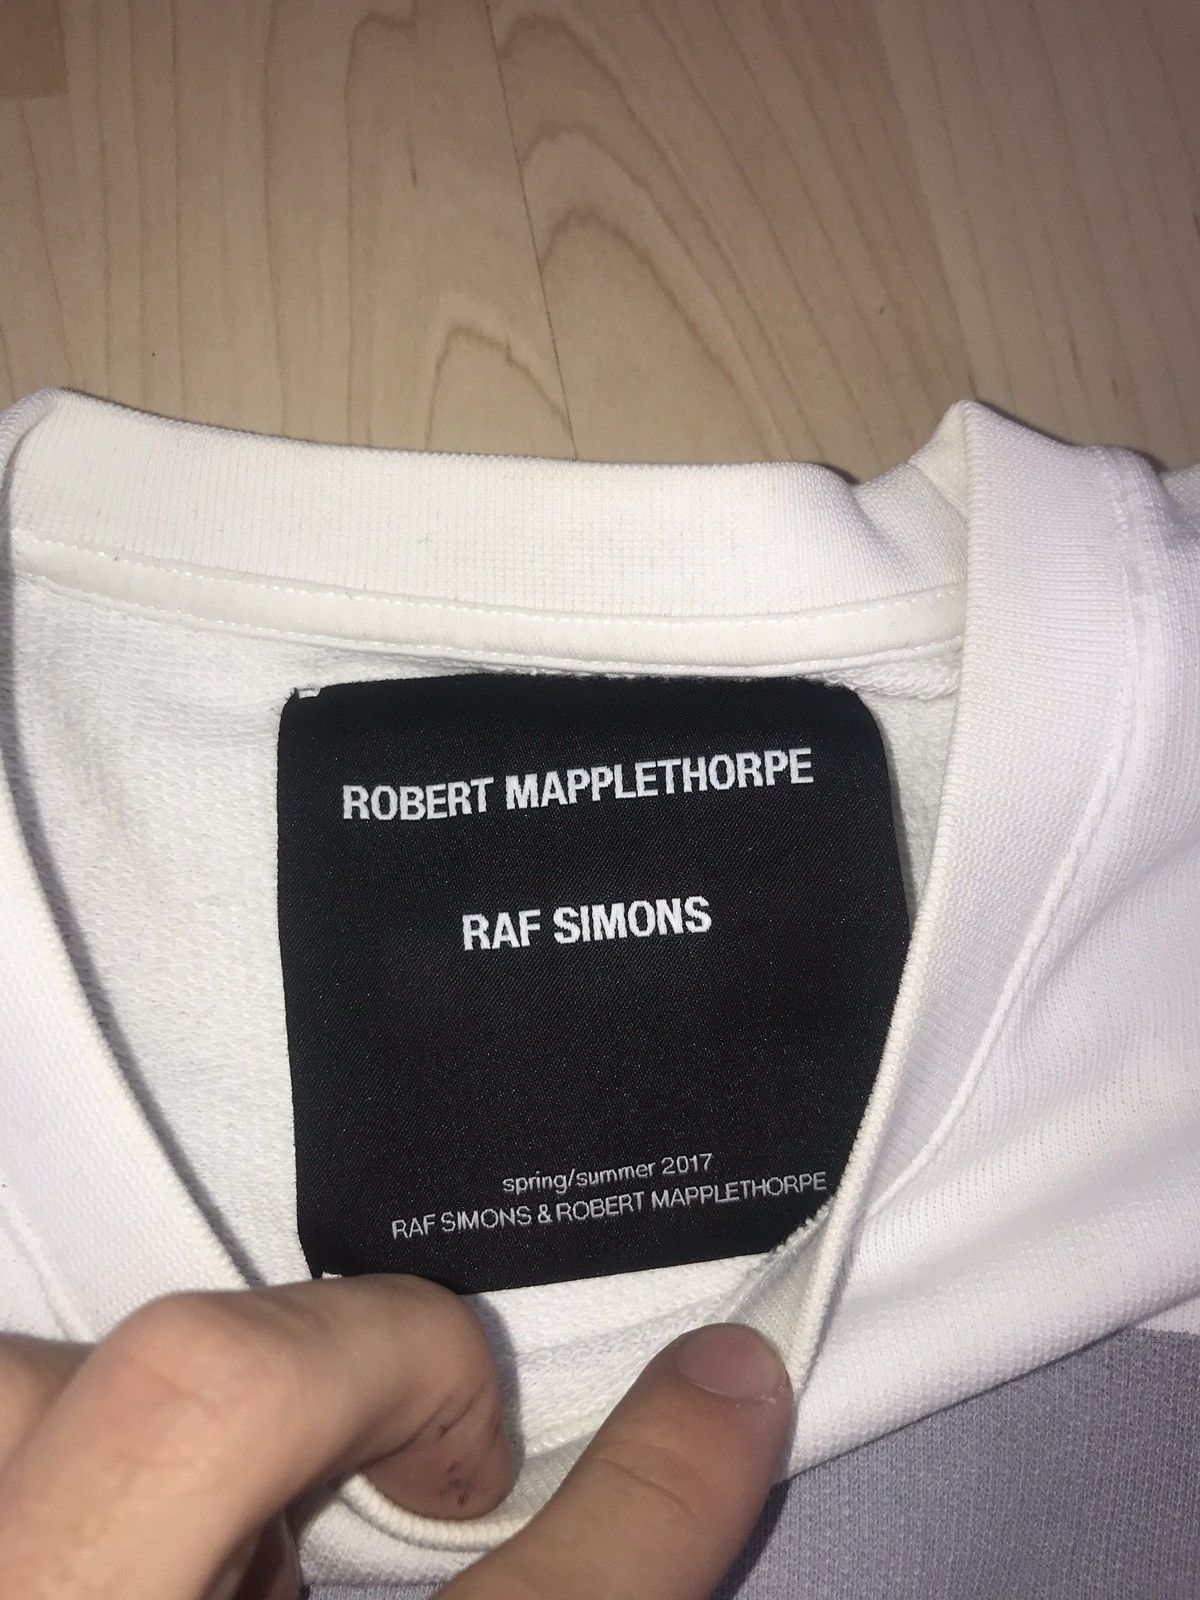 ROBERT MAPPLETHORPE
RAF SIMONS
spring/summer 2017
RAF SIMONS & ROBERT MAPPLETHORPE